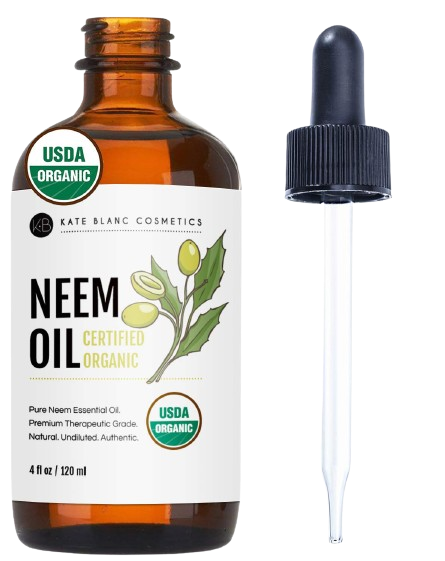 USDA
ORGANIC
KB KATE BLANC COSMETICS
NEEM
OIL
CERTIFIED
ORGANIC
Pure Neem Essential Oil.
Premium Therapeutic Grade.
Natural. Undiluted. Authentic.
USDA
ORGANIC
4 fl oz / 120 ml